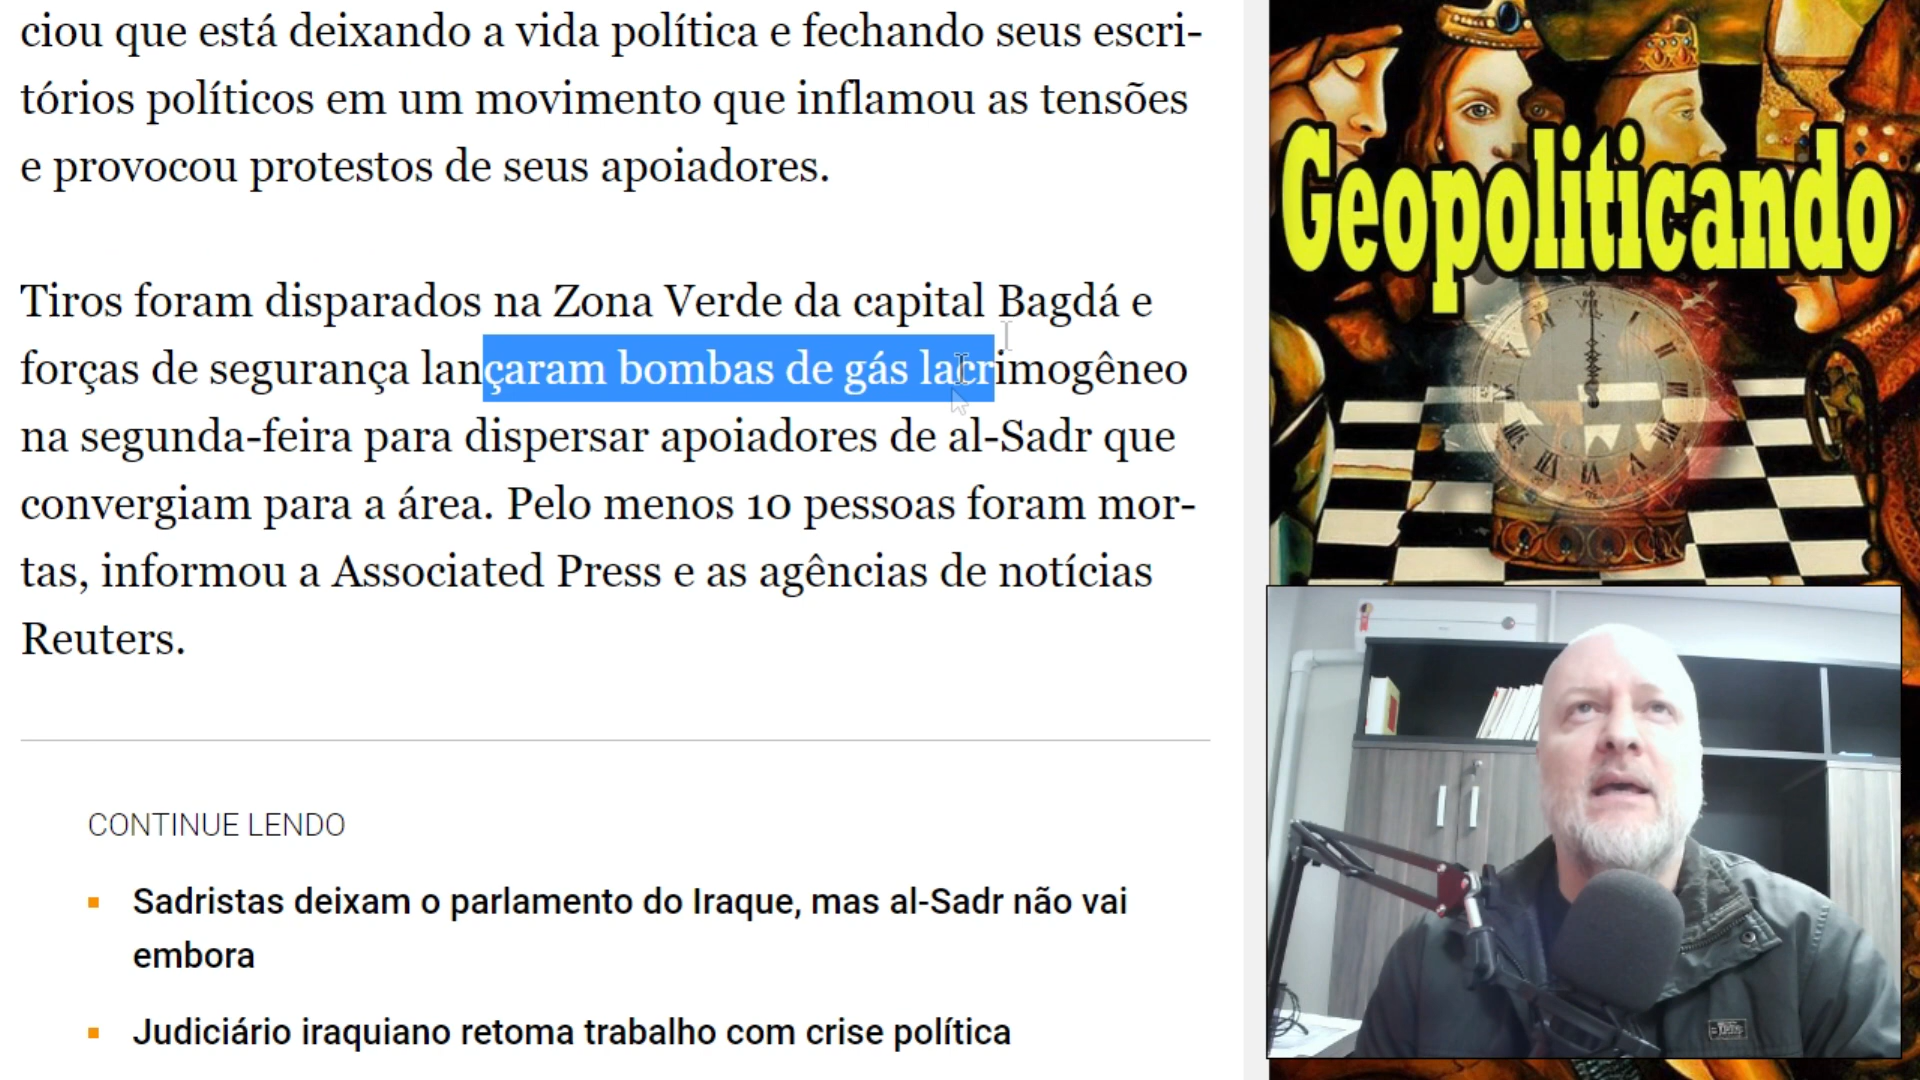 ciou que está deixando a vida política e fechando seus escri-
tórios políticos em um movimento que inflamou as tensões
e provocou protestos de seus apoiadores.
Tiros foram disparados na Zona Verde da capital Bagdá e
forças de segurança lançaram bombas de gás lacrimogêneo
na segunda-feira para dispersar apoiadores de al-Sadr que
convergiam para a área. Pelo menos 10 pessoas foram mor-
tas, informou a Associated Press e as agências de notícias
Reuters.
CONTINUE LENDO
Sadristas deixam o parlamento do Iraque, mas al-Sadr não vai
embora
Judiciário iraquiano retoma trabalho com crise política
Geopoliticando